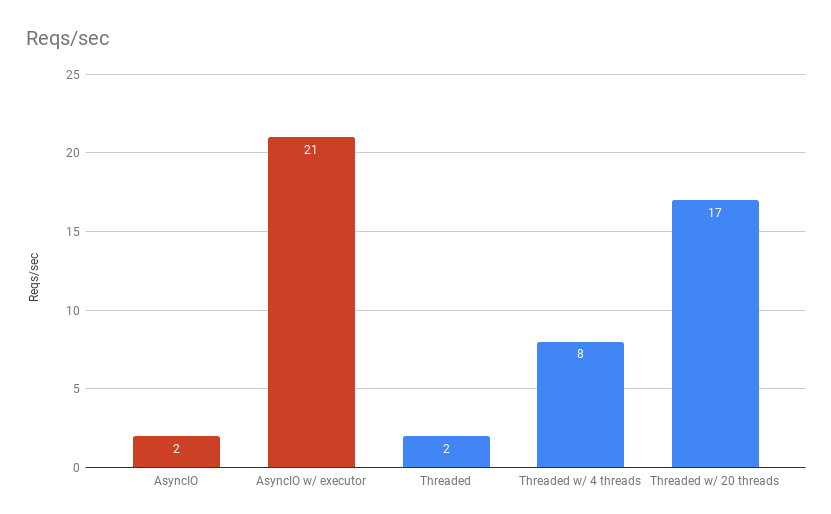 Reqs/sec
25
20
15
10
5
0
Reqs/sec
21
17
8
2
2
AsyncIO
AsyncIO w/ executor
Threaded
Threaded w/ 4 threads
Threaded w/ 20 threads